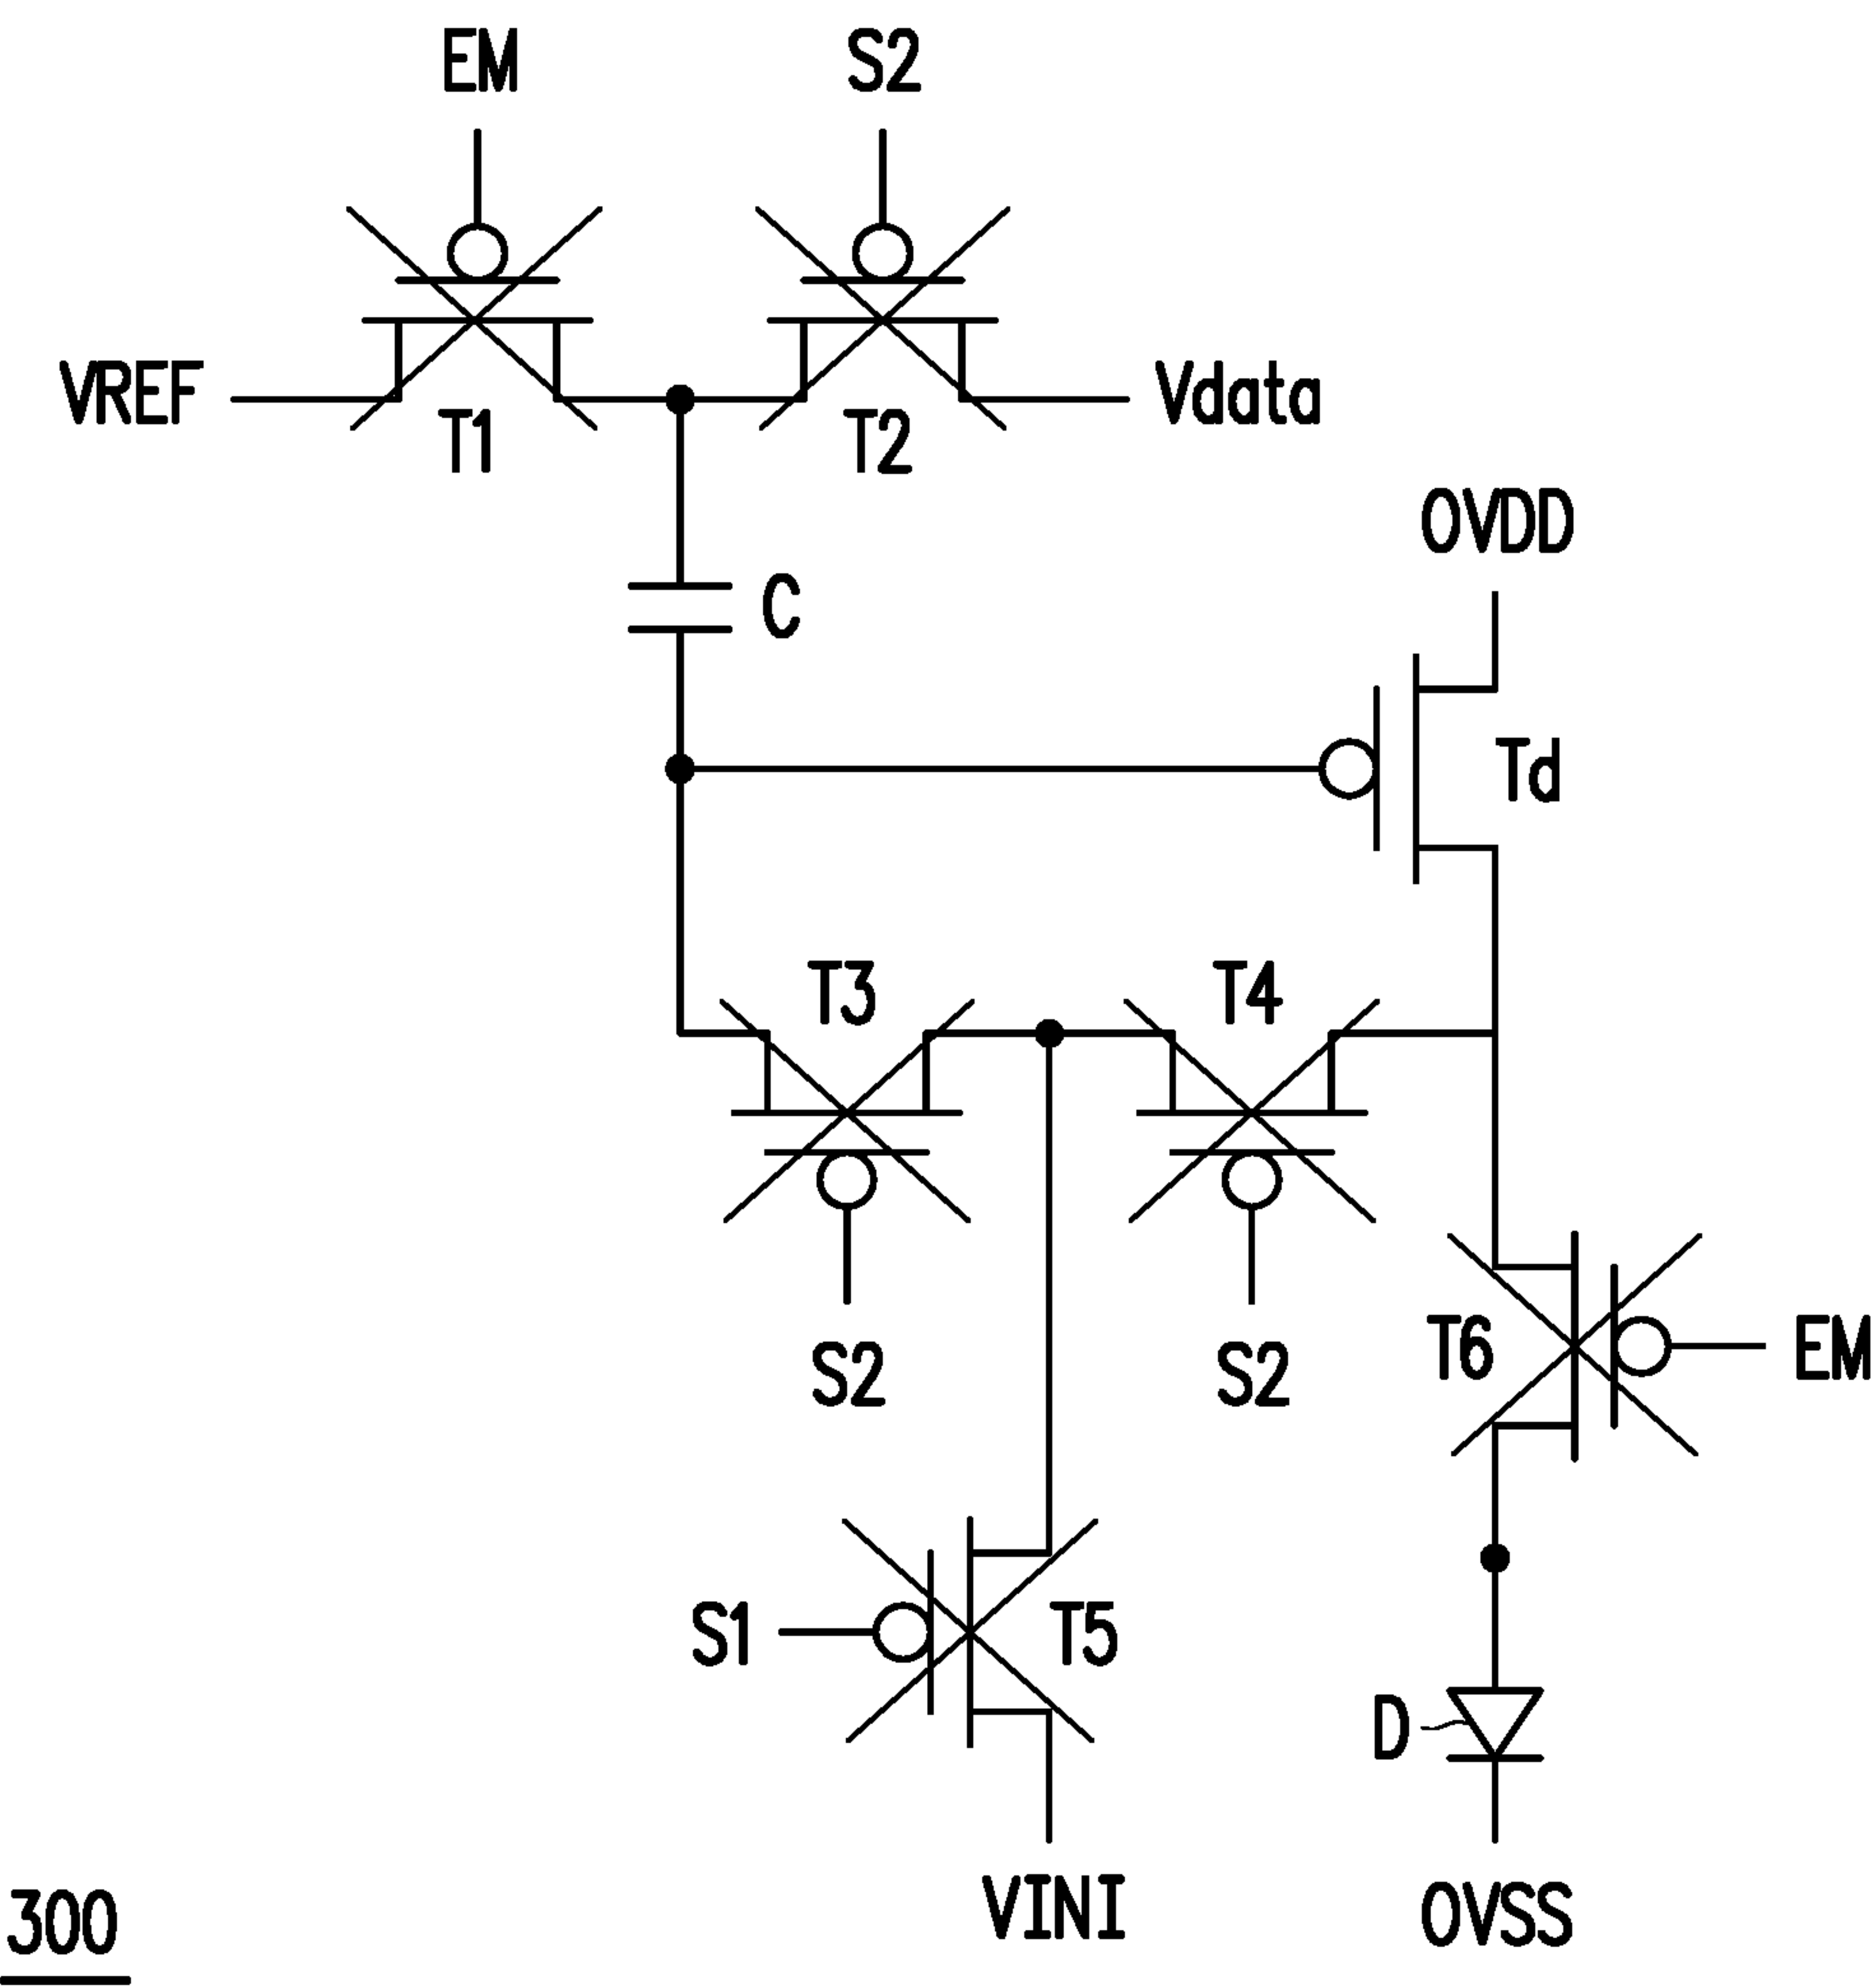 EM S2
VREF Vdata
T1 T2
OVDD
C
Td
T3 T4
S2 S2 T6 EM
S1 T5
D
VINI OVSS
300